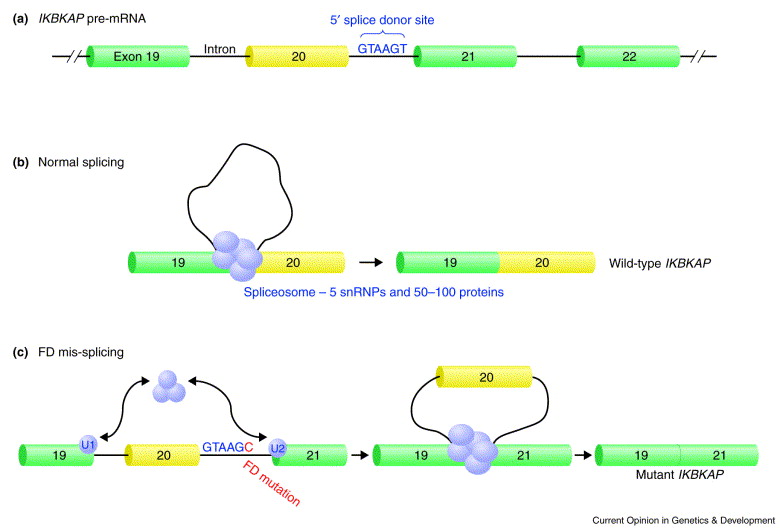 (a) IKBKAP pre-mRNA
5′ splice donor site
Exon 19 Intron 20 GTAAGT 21 22
(b) Normal splicing
19 20 19 20 Wild-type IKBKAP
Spliceosome – 5 snRNPs and 50–100 proteins
(c) FD mis-splicing
20
U1 GTAAGC U2
19 20 21 19 21 19 21
FD mutation
Mutant IKBKAP
Current Opinion in Genetics & Development